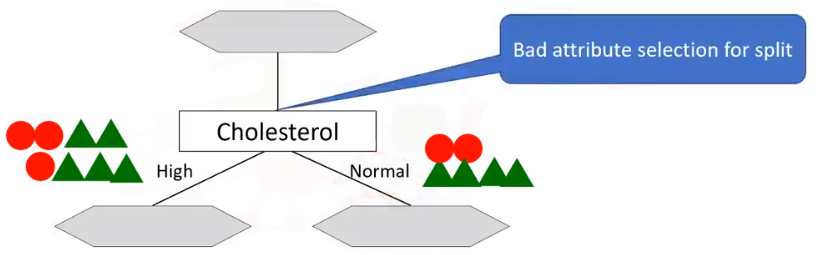 Bad attribute selection for split
Cholesterol
High
Normal